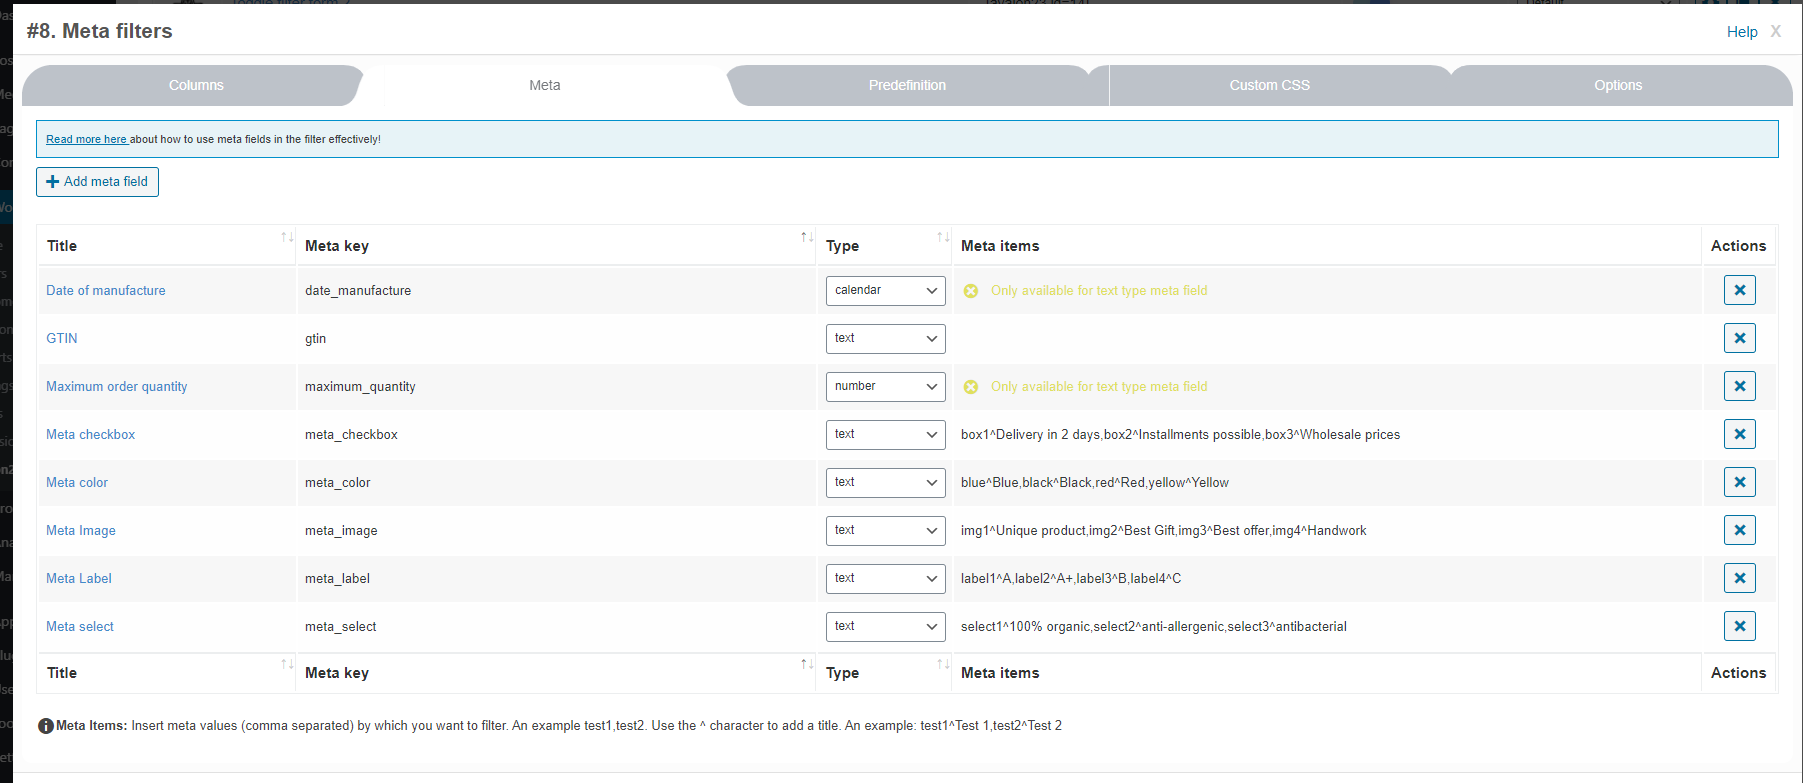 #8. Meta filters
Help X
Columns
Meta
Predefinition
Custom CSS
Options
Read more here about how to use meta fields in the filter effectively!
Add meta field
Title Meta key Type Meta items Actions
Date of manufacture date_manufacture calendar Only available for text type meta field
GTIN gtin text
Maximum order quantity maximum_quantity number Only available for text type meta field
Meta checkbox meta_checkbox text box1^Delivery in 2 days,box2^Installments possible,box3^Wholesale prices
Meta color meta_color text blue^Blue,black^Black,red^Red,yellow^Yellow
Meta Image meta_image text img1^Unique product,img2^Best Gift,img3^Best offer,img4^Handwork
Meta Label meta_label text label1^A,label2^A+,label3^B,label4^C
Meta select meta_select text select1^100% organic,select2^anti-allergenic,select3^antibacterial
Title Meta key Type Meta items Actions
Meta Items: Insert meta values (comma separated) by which you want to filter. An example test1,test2. Use the ^ character to add a title. An example: test1^Test 1,test2^Test 2